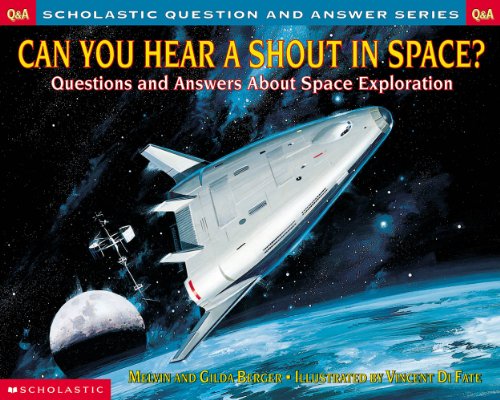 Q&A SCHOLASTIC QUESTION AND ANSWER SERIES Q&A
CAN YOU HEAR A SHOUT IN SPACE?
Questions and Answers About Space Exploration
MELVIN AND GILDA BERGER • ILLUSTRATED BY VINCENT DI FATE
SCHOLASTIC